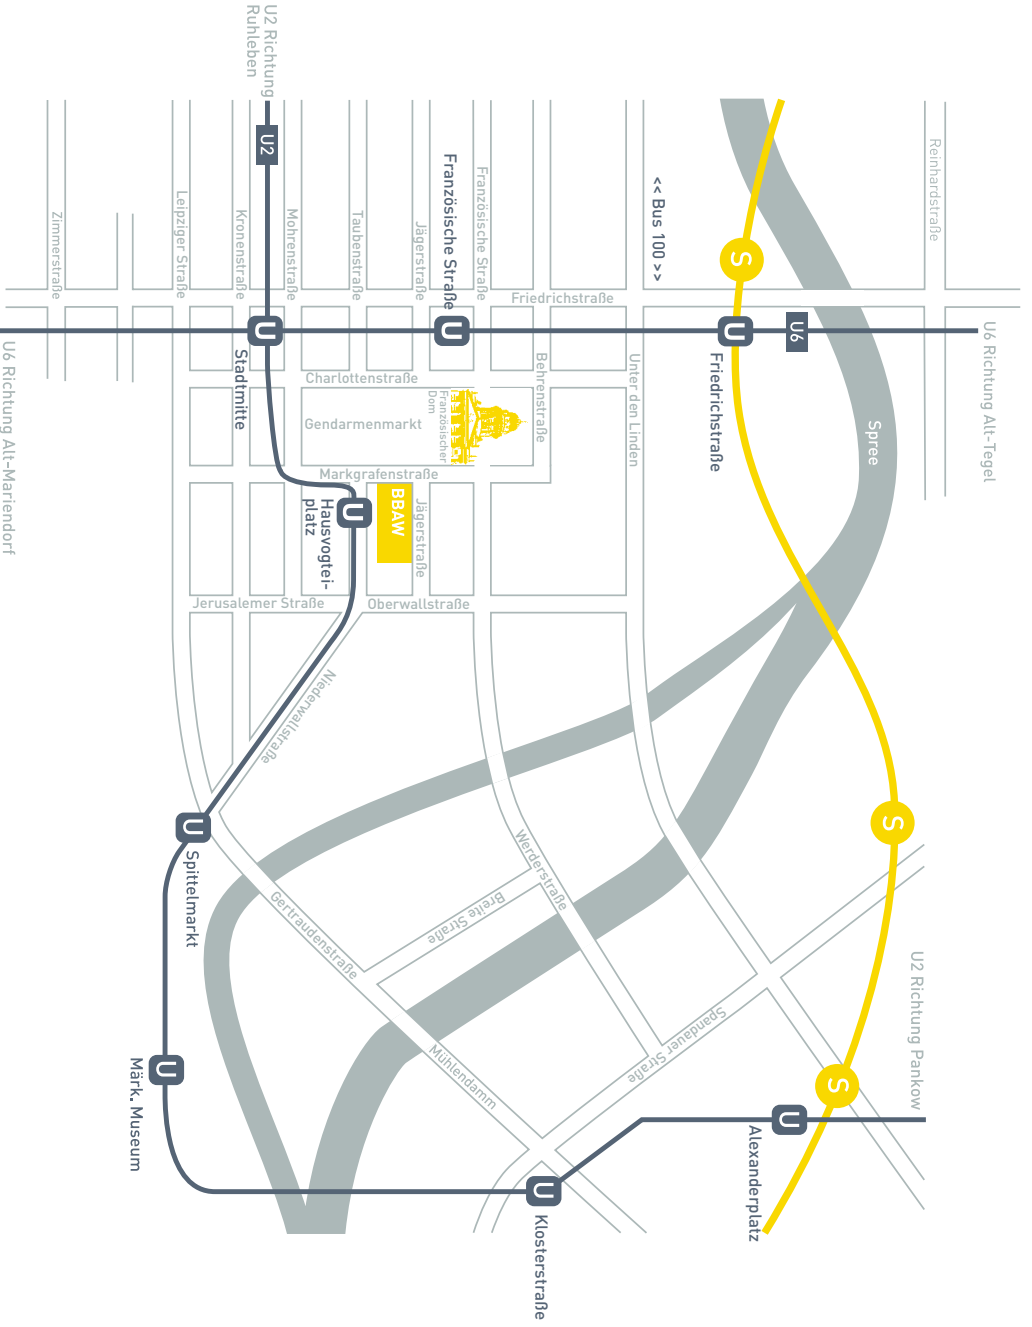 Reinhardstraße
U6 Richtung Alt-Tegel
Spree
U2 Richtung Pankow
<< Bus 100 >>
S
U6
U
Friedrichstraße
S
S
U
Alexanderplatz
Unter den Linden
Friedrichstraße
Behrenstraße
Französische Straße
Französische Straße
U
Werderstraße
Spandauer Straße
Breite Straße
U
Klosterstraße
Jägerstraße
Charlottenstraße
Französischer
Dom
Gendarmenmarkt
Markgrafenstraße
Jägerstraße
BBAW
Oberwallstraße
Mühlendamm
Taubenstraße
U
Hausvogtei-
platz
Niederwallstraße
Gertraudenstraße
U2 Richtung
Ruhleben
U2
Mohrenstraße
Kronenstraße
U
Stadtmitte
Jerusalemer Straße
Leipziger Straße
U
Spittelmarkt
U
Märk. Museum
Zimmerstraße
U6 Richtung Alt-Mariendorf